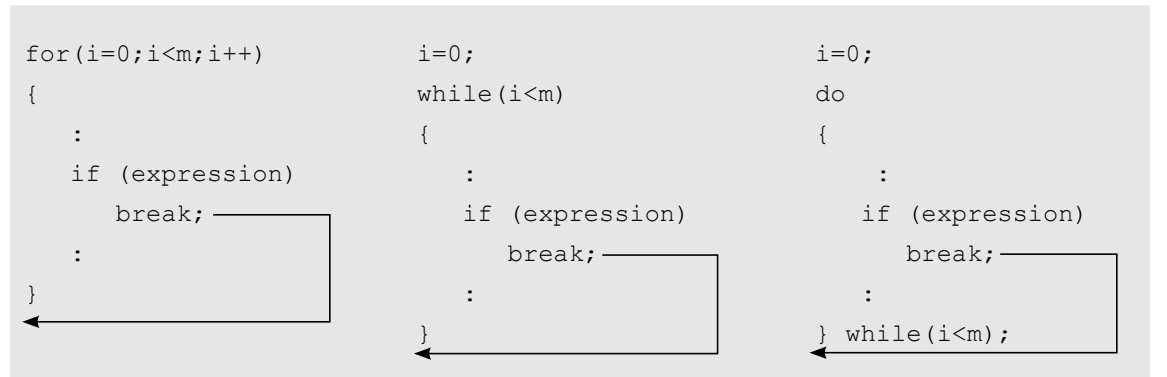 for(i=0;i<m;i++)
{
:
if (expression)
break;
:
}
i=0;
while(i<m)
{
:
if (expression)
break;
:
}
i=0;
do
{
:
if (expression)
break;
:
} while(i<m);